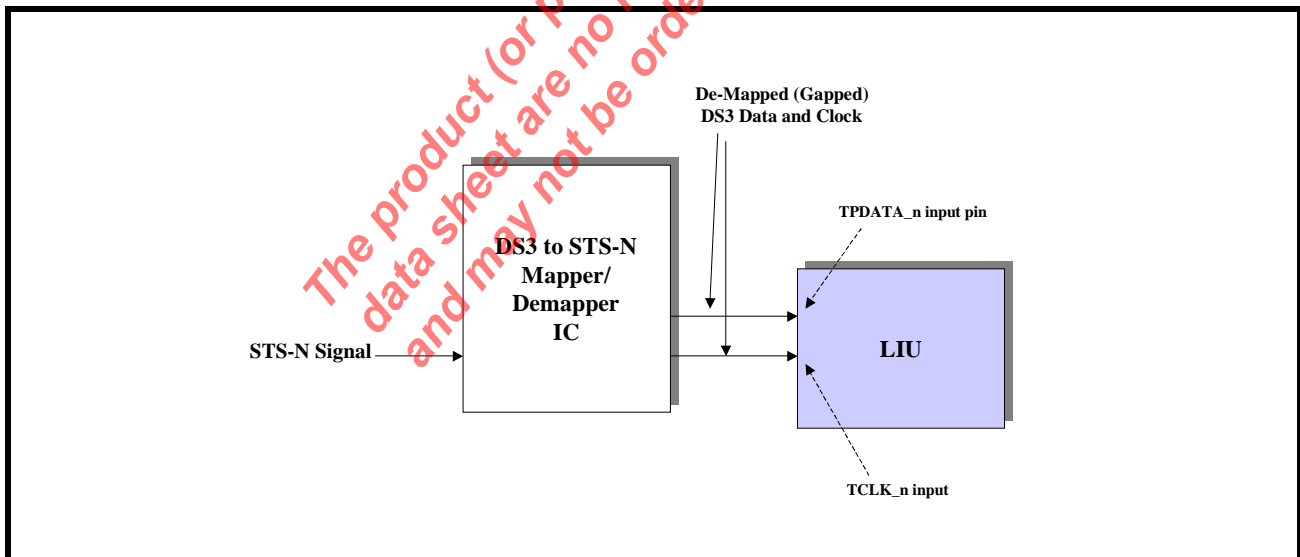 The product (or p
data sheet are no
and may not be orde
De-Mapped (Gapped)
DS3 Data and Clock
TPDATA_n input pin
DS3 to STS-N
Mapper/
Demapper
IC
STS-N Signal
LIU
TCLK_n input